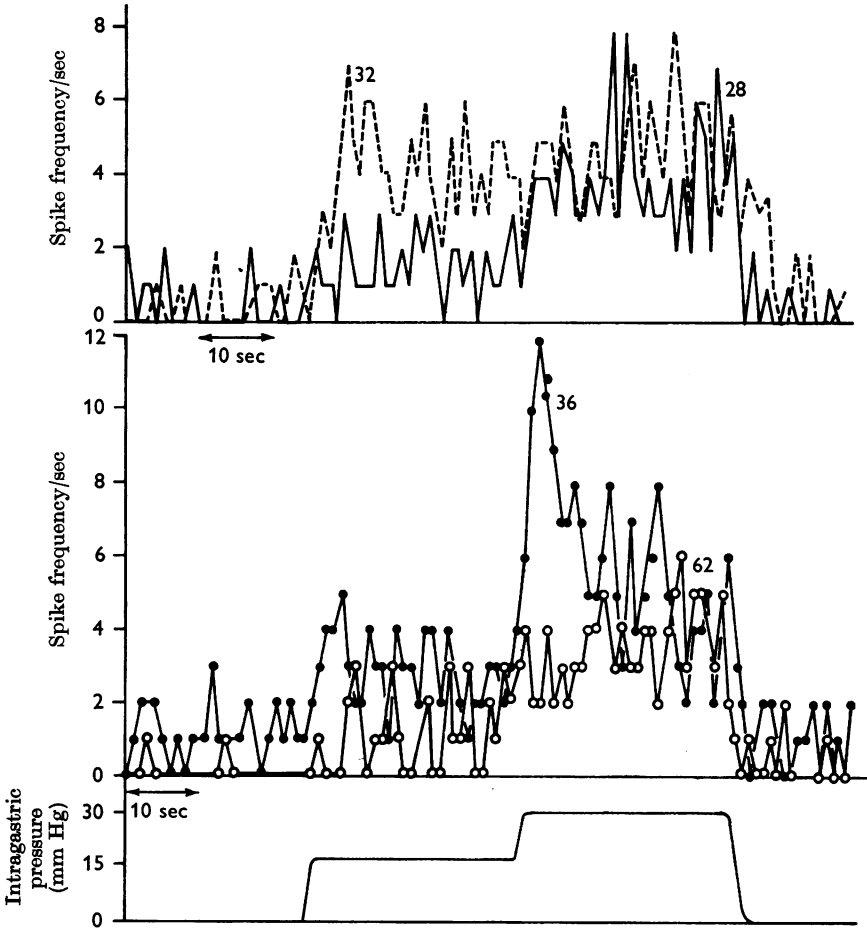 Spike frequency/sec
8
6
4
2
0
32
28
10 sec
Spike frequency/sec
12
10
8
6
4
2
0
36
62
10 sec
Intragastric
pressure
(mm Hg)
30
15
0